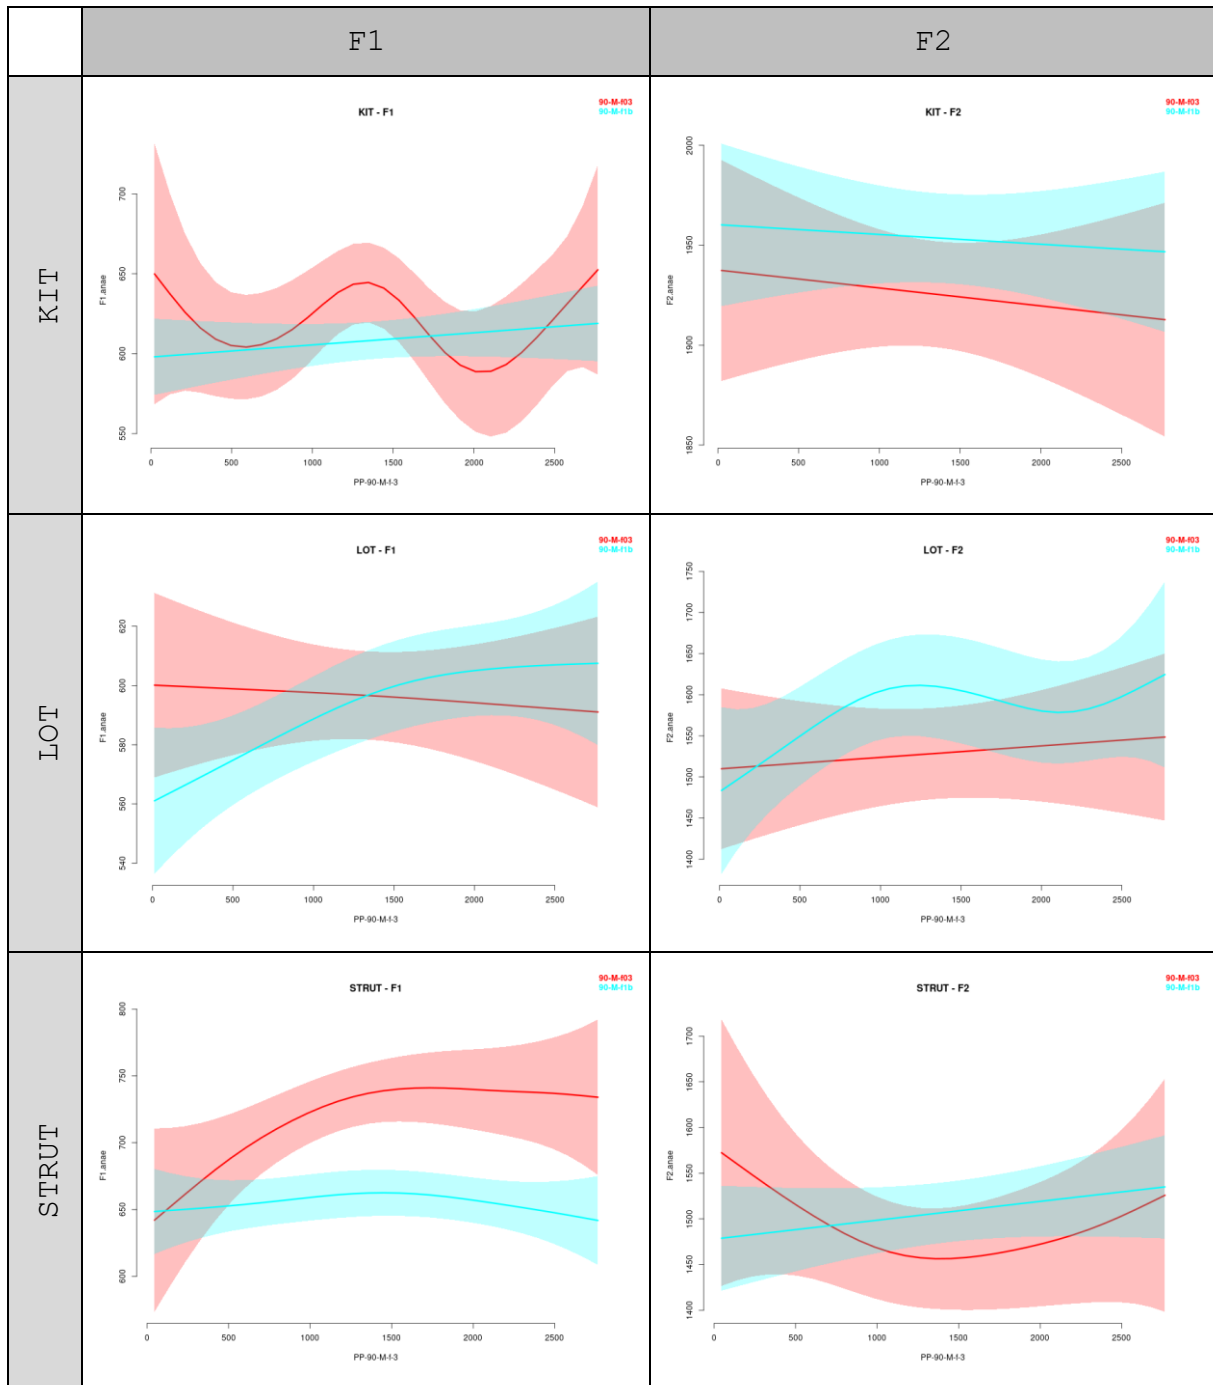 F1
F2
KIT
KIT - F1
90-M-f03
90-M-f1b
F1.anae
700
650
600
550
0 500 1000 1500 2000 2500
PP-90-M-f-3
KIT - F2
90-M-f03
90-M-f1b
F2.anae
2000
1950
1900
1850
0 500 1000 1500 2000 2500
PP-90-M-f-3
LOT
LOT - F1
90-M-f03
90-M-f1b
F1.anae
620
600
580
560
540
0 500 1000 1500 2000 2500
PP-90-M-f-3
LOT - F2
90-M-f03
90-M-f1b
F2.anae
1750
1700
1650
1600
1550
1500
1450
1400
0 500 1000 1500 2000 2500
PP-90-M-f-3
STRUT
STRUT - F1
90-M-f03
90-M-f1b
F1.anae
800
750
700
650
600
0 500 1000 1500 2000 2500
PP-90-M-f-3
STRUT - F2
90-M-f03
90-M-f1b
F2.anae
1700
1650
1600
1550
1500
1450
1400
0 500 1000 1500 2000 2500
PP-90-M-f-3